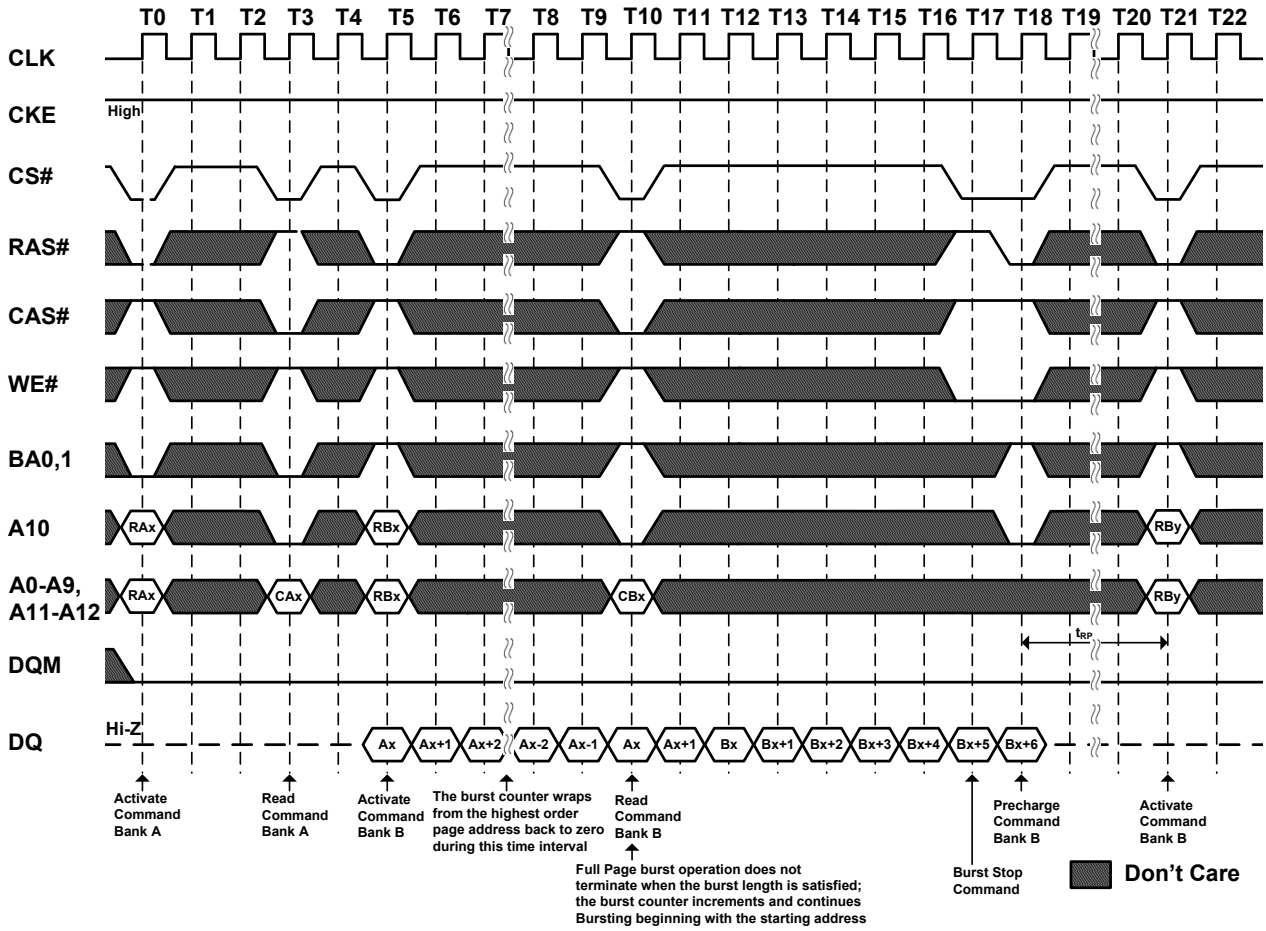 T0 T1 T2 T3 T4 T5 T6 T7 T8 T9 T10 T11 T12 T13 T14 T15 T16 T17 T18 T19 T20 T21 T22
CLK
CKE
High
CS#
RAS#
CAS#
WE#
BA0,1
A10
RAx RBx RBy
A0-A9,
A11-A12
RAx CAx RBx CBx RBy
tRP
DQM
DQ
Hi-Z
Ax Ax+1 Ax+2 Ax-2 Ax-1 Ax Ax+1 Bx Bx+1 Bx+2 Bx+3 Bx+4 Bx+5 Bx+6
Activate
Command
Bank A
Read
Command
Bank A
Activate
Command
Bank B
The burst counter wraps
from the highest order
page address back to zero
during this time interval
Read
Command
Bank B
Full Page burst operation does not
terminate when the burst length is satisfied;
the burst counter increments and continues
Bursting beginning with the starting address
Burst Stop
Command
Precharge
Command
Bank B
Activate
Command
Bank B
Don't Care